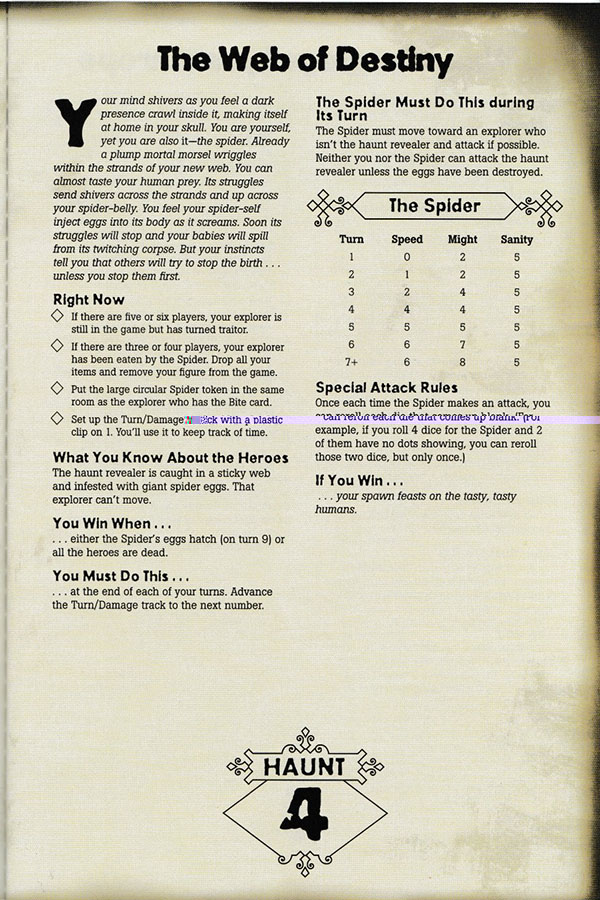 The Web of Destiny
Your mind shivers as you feel a dark
presence crawl inside it, making itself
at home in your skull. You are yourself,
yet you are also it—the spider. Already
a plump mortal morsel wriggles
within the strands of your new web. You can
almost taste your human prey. Its struggles
send shivers across the strands and up across
your spider-belly. You feel your spider-self
inject eggs into its body as it screams. Soon its
struggles will stop and your babies will spill
from its twitching corpse. But your instincts
tell you that others will try to stop the birth . . .
unless you stop them first.
Right Now
If there are five or six players, your explorer is
still in the game but has turned traitor.
If there are three or four players, your explorer
has been eaten by the Spider. Drop all your
items and remove your figure from the game.
Put the large circular Spider token in the same
room as the explorer who has the Bite card.
Set up the Turn/Damage with a plastic
clip on 1. You'll use it to keep track of time.
What You Know About the Heroes
The haunt revealer is caught in a sticky web
and infested with giant spider eggs. That
explorer can't move.
You Win When . . .
. . . either the Spider's eggs hatch (on turn 9) or
all the heroes are dead.
You Must Do This . . .
. . . at the end of each of your turns. Advance
the Turn/Damage track to the next number.
The Spider Must Do This during
Its Turn
The Spider must move toward an explorer who
isn't the haunt revealer and attack if possible.
Neither you nor the Spider can attack the haunt
revealer unless the eggs have been destroyed.
The Spider
Turn Speed Might Sanity
1 0 2 5
2 1 2 5
3 2 4 5
4 4 4 5
5 5 5 5
6 6 7 5
7+ 6 8 5
Special Attack Rules
Once each time the Spider makes an attack, you
example, if you roll 4 dice for the Spider and 2
of them have no dots showing, you can reroll
those two dice, but only once.)
If You Win . . .
. . . your spawn feasts on the tasty, tasty
humans.
HAUNT
4